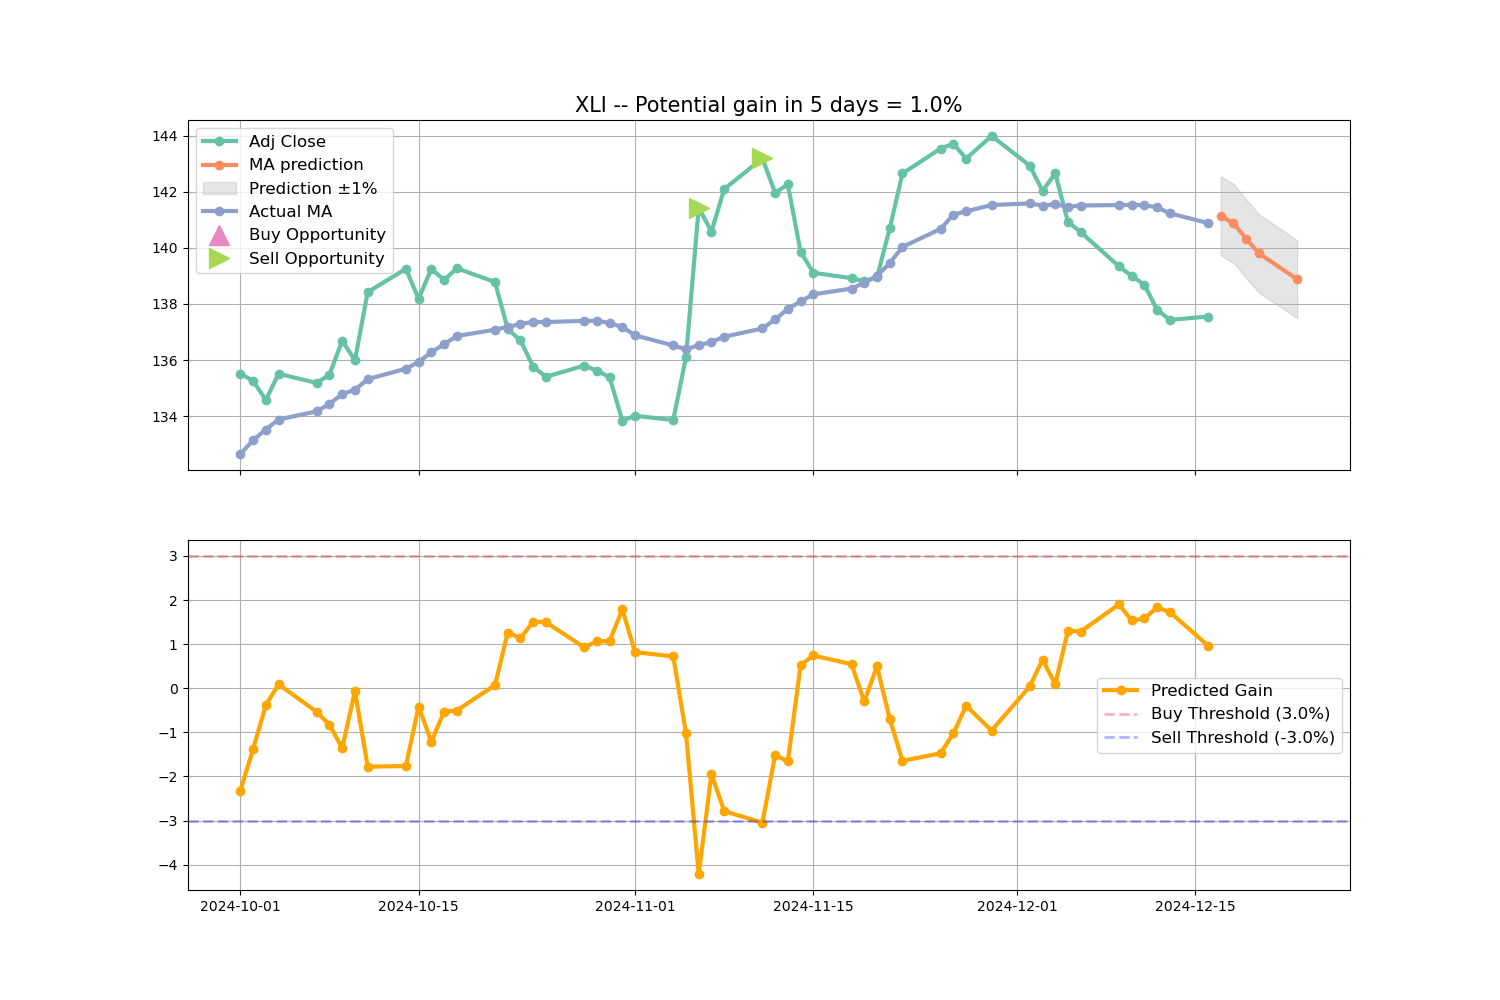 XLI -- Potential gain in 5 days = 1.0%
144
142
140
138
136
134
Adj Close
MA prediction
Prediction ±1%
Actual MA
Buy Opportunity
Sell Opportunity
3
2
1
0
−1
−2
−3
−4
Predicted Gain
Buy Threshold (3.0%)
Sell Threshold (-3.0%)
2024-10-01
2024-10-15
2024-11-01
2024-11-15
2024-12-01
2024-12-15